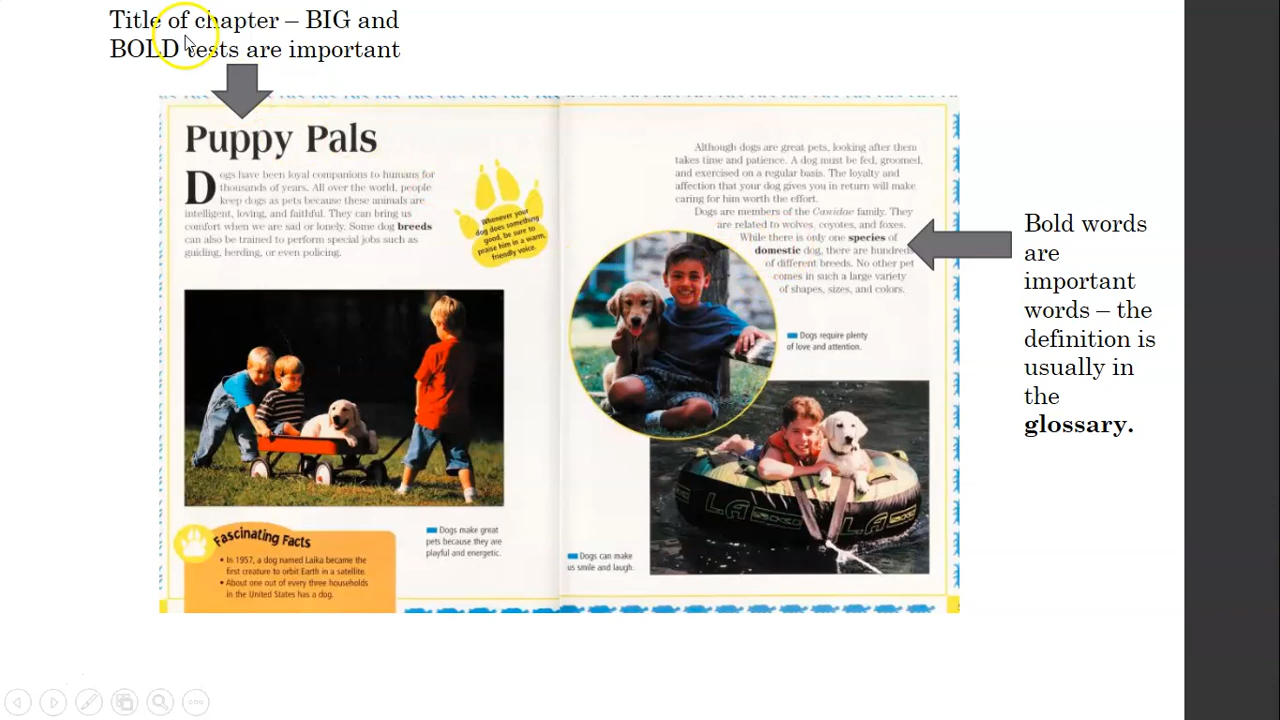 Title of chapter – BIG and
BOLD tests are important
Puppy Pals
Dogs have been loyal companions to humans for
thousands of years. All over the world, people
keep dogs as pets because these animals are
intelligent, loving, and faithful. They can bring us
comfort when we are sad or lonely. Some dog breeds
can also be trained to perform special jobs such as
guiding, herding, or even policing.
Whenever your
dog does something
good, be sure to
praise him in a warm,
friendly voice.
Fascinating Facts
• In 1957, a dog named Laika became the
first creature to orbit Earth in a satellite.
• About one out of every three households
in the United States has a dog.
Dogs make great
pets because they are
playful and energetic.
Although dogs are great pets, looking after them
takes time and patience. A dog must be fed, groomed,
and exercised on a regular basis. The loyalty and
affection that your dog gives you in return will make
caring for him worth the effort.
Dogs are members of the Canidae family. They
are related to wolves, coyotes, and foxes.
While there is only one species of
domestic dog, there are hundreds
of different breeds. No other pet
comes in such a large variety
of shapes, sizes, and colors.
Dogs require plenty
of love and attention.
L.A
L.A
Dogs can make
us smile and laugh.
Bold words
are
important
words – the
definition is
usually in
the
glossary.